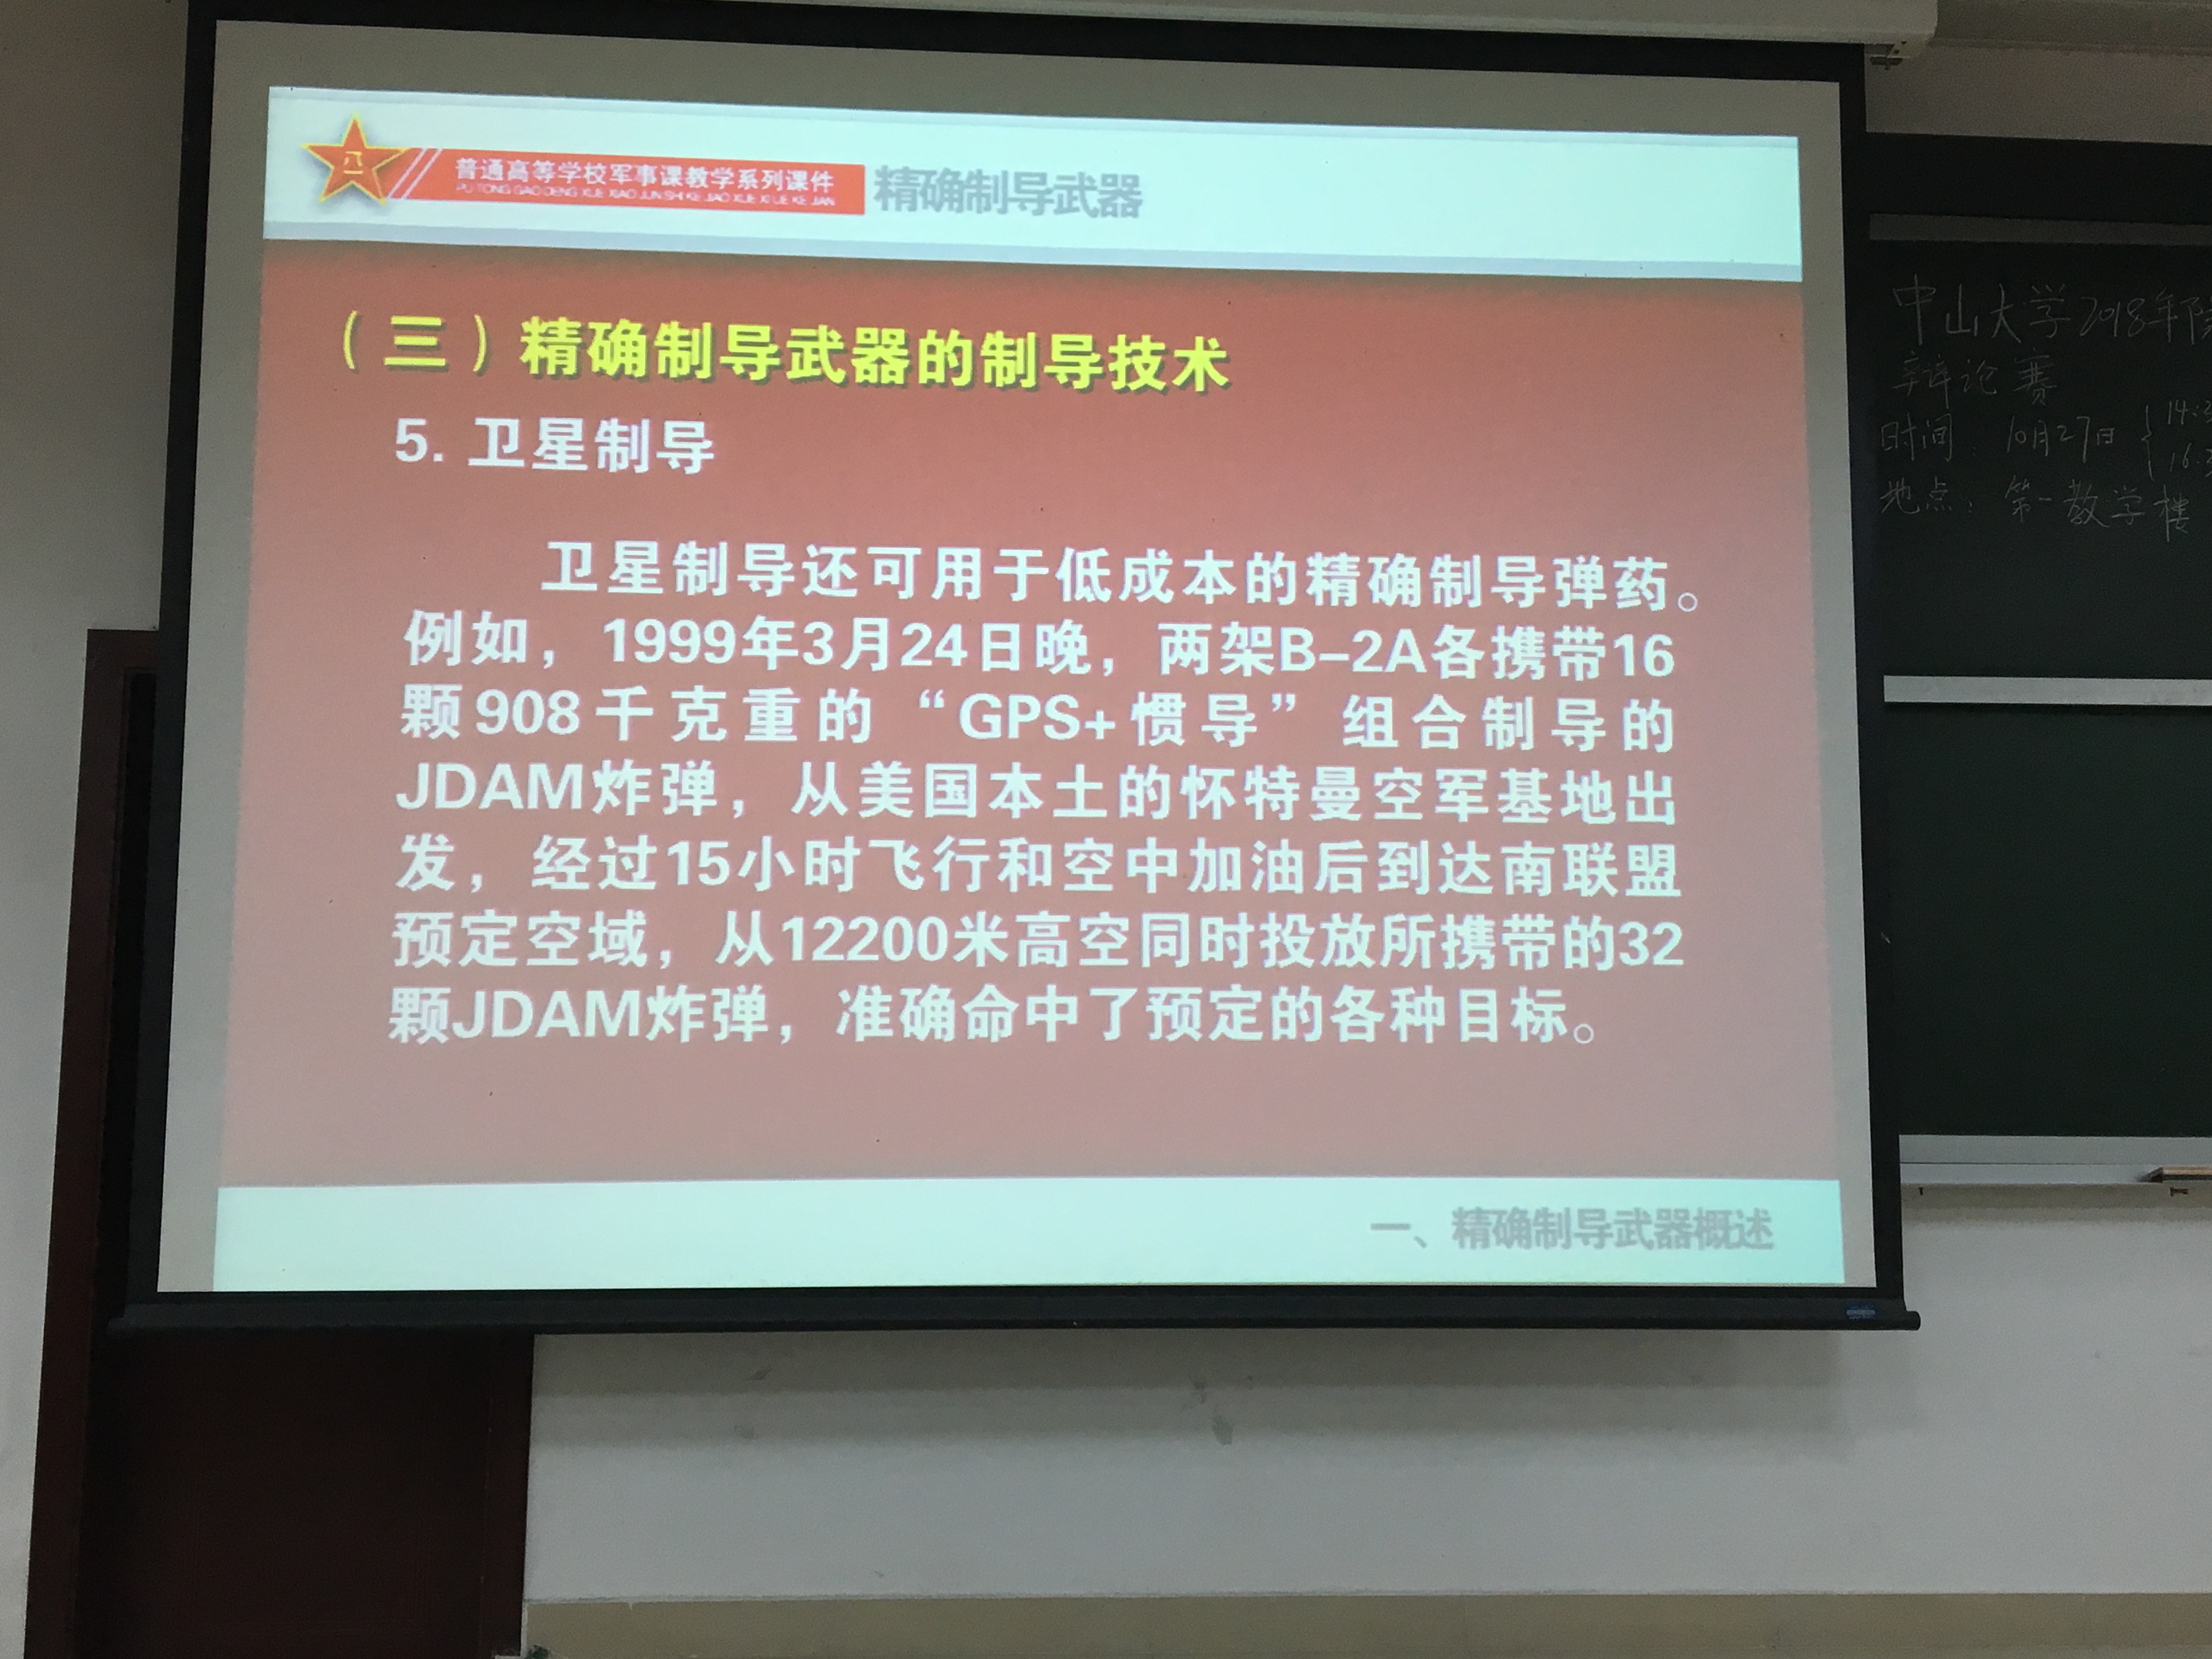 八一
普通高等学校军事课教学系列课件
PU TONG GAO DENG XUE XIAO JUN SHI KE JIAO XUE XI LIE KE JIAN
精确制导武器
（三）精确制导武器的制导技术
5. 卫星制导
卫星制导还可用于低成本的精确制导弹药。
例如，1999年3月24日晚，两架B-2A各携带16
颗908千克重的“GPS+惯导”组合制导的
JDAM炸弹，从美国本土的怀特曼空军基地出
发，经过15小时飞行和空中加油后到达南联盟
预定空域，从12200米高空同时投放所携带的32
颗JDAM炸弹，准确命中了预定的各种目标。
一、精确制导武器概述
中山大学2018年
辩论赛
时间：10月27日
地点：第一教学楼